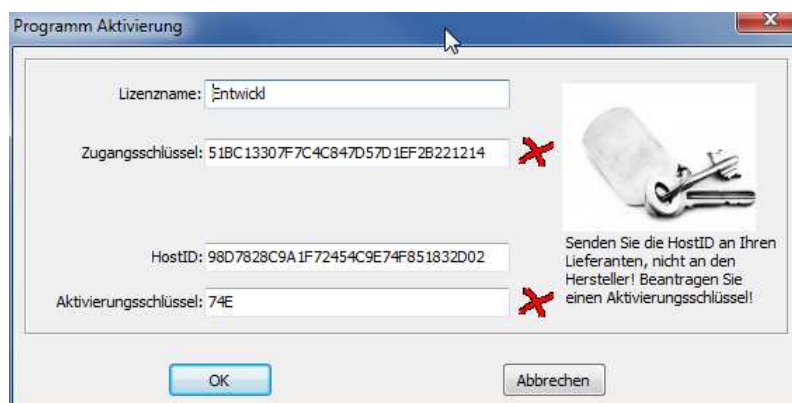 Programm Aktivierung
Lizenzname: Entwickl
Zugangsschlüssel: 51BC13307F7C4C847D57D1EF2B221214
HostID: 98D7828C9A1F72454C9E74F851832D02
Aktivierungsschlüssel: 74E
Senden Sie die HostID an Ihren
Lieferanten, nicht an den
Hersteller! Beantragen Sie
einen Aktivierungsschlüssel!
OK
Abbrechen